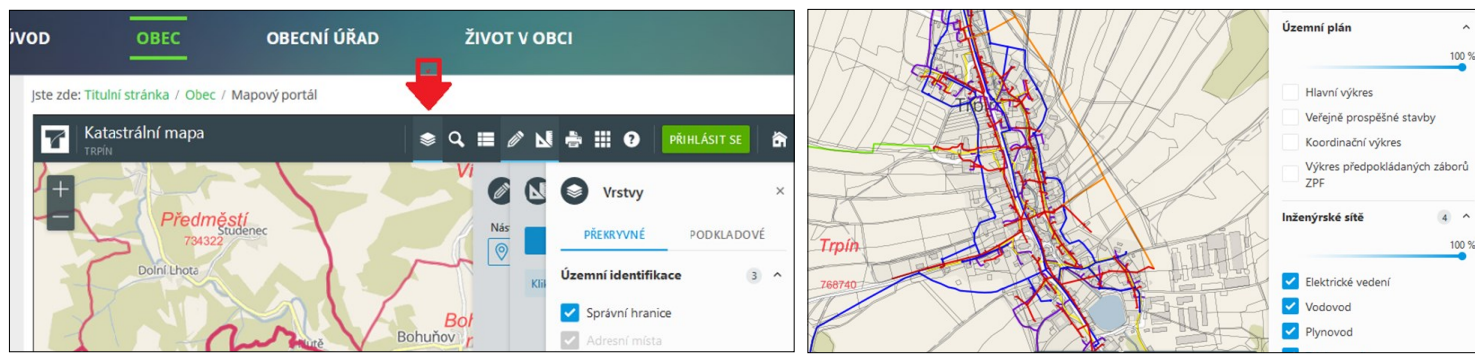 ÚVOD OBEC OBECNÍ ÚŘAD ŽIVOT V OBCI
Jste zde: Titulní stránka / Obec / Mapový portál
Katastrální mapa
TRPÍN
PŘIHLÁSIT SE
Vrstvy
PŘEKRYVNÉ PODKLADOVÉ
Územní identifikace 3
Správní hranice
Adresní místa
Předměstí
734322
Studenec
Dolní Lhota
Bohuňov
Trpín
Trpín
768740
Územní plán
100 %
Hlavní výkres
Veřejně prospěšné stavby
Koordinační výkres
Výkres předpokládaných záborů
ZPF
Inženýrské sítě 4
100 %
Elektrické vedení
Vodovod
Plynovod